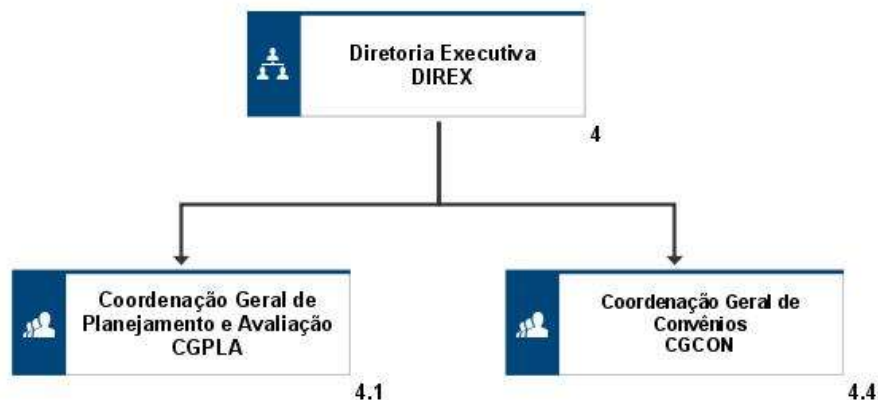 Diretoria Executiva
DIREX
4
Coordenação Geral de
Planejamento e Avaliação
CGPLA
4.1
Coordenação Geral de
Convênios
CGCON
4.4